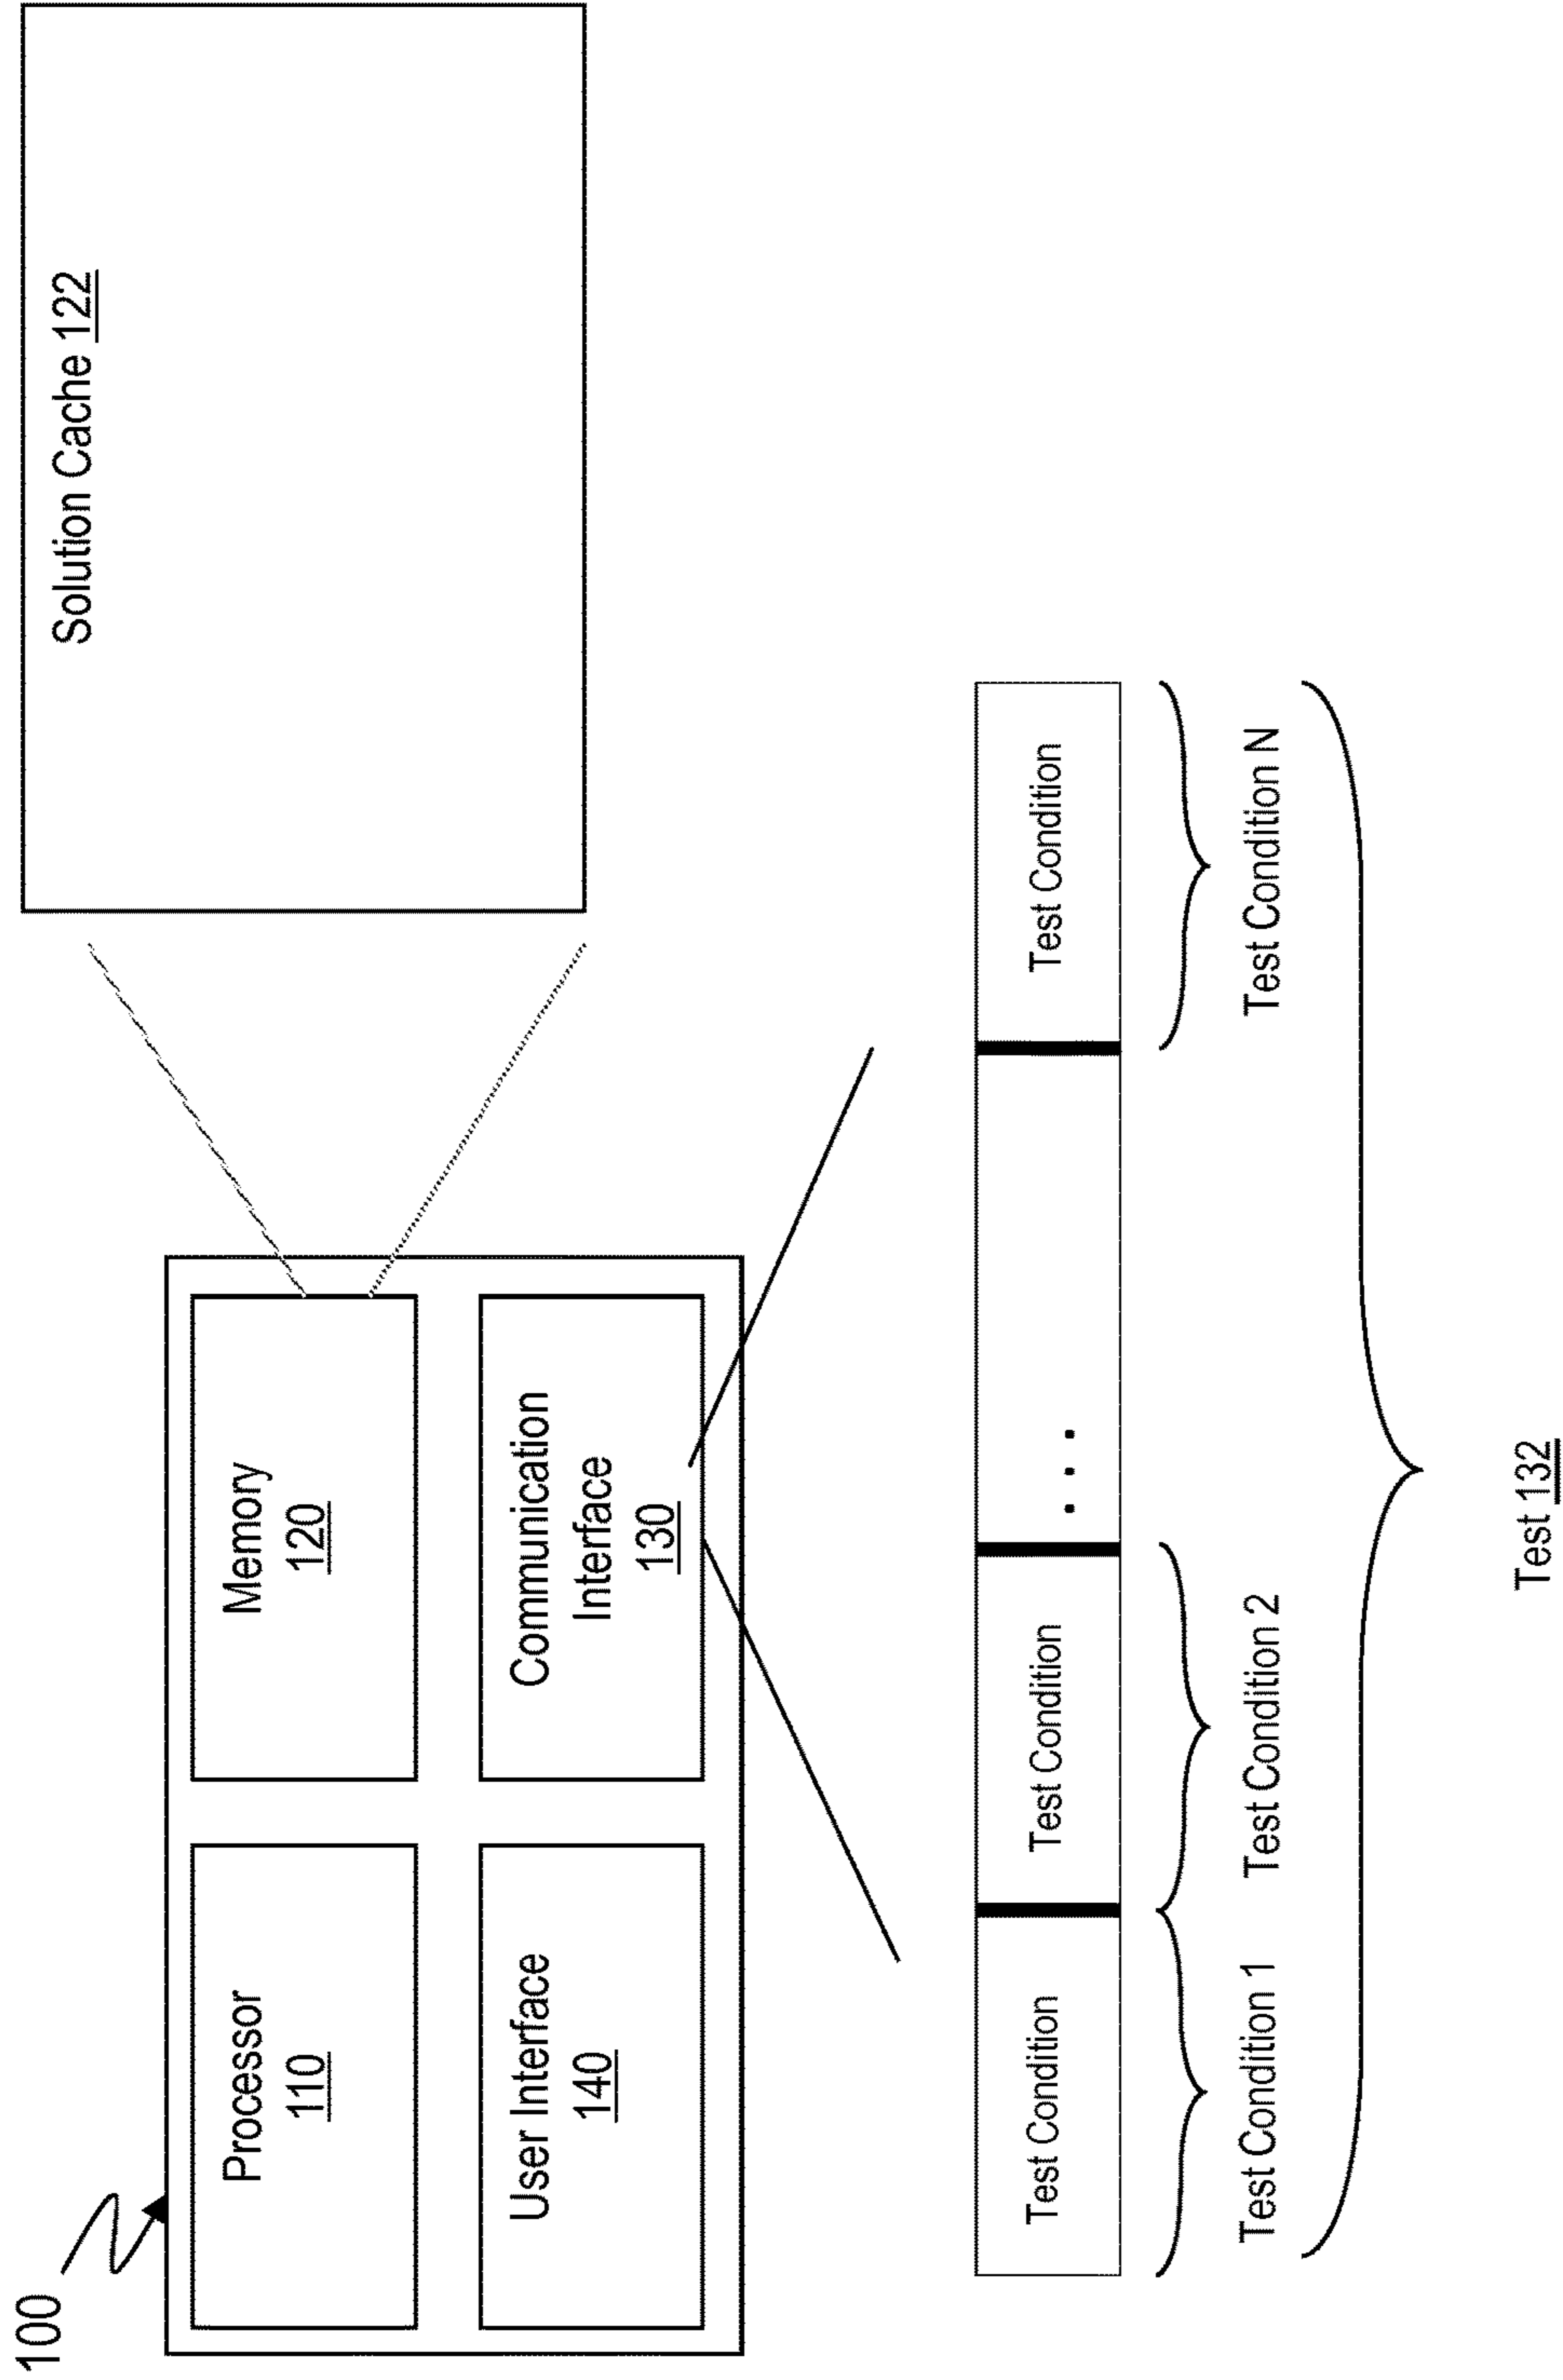 100
Processor
110
Memory
120
Solution Cache 122
User Interface
140
Communication
Interface
130
Test Condition
Test Condition
. . .
Test Condition
Test Condition 1
Test Condition 2
Test Condition N
Test 132